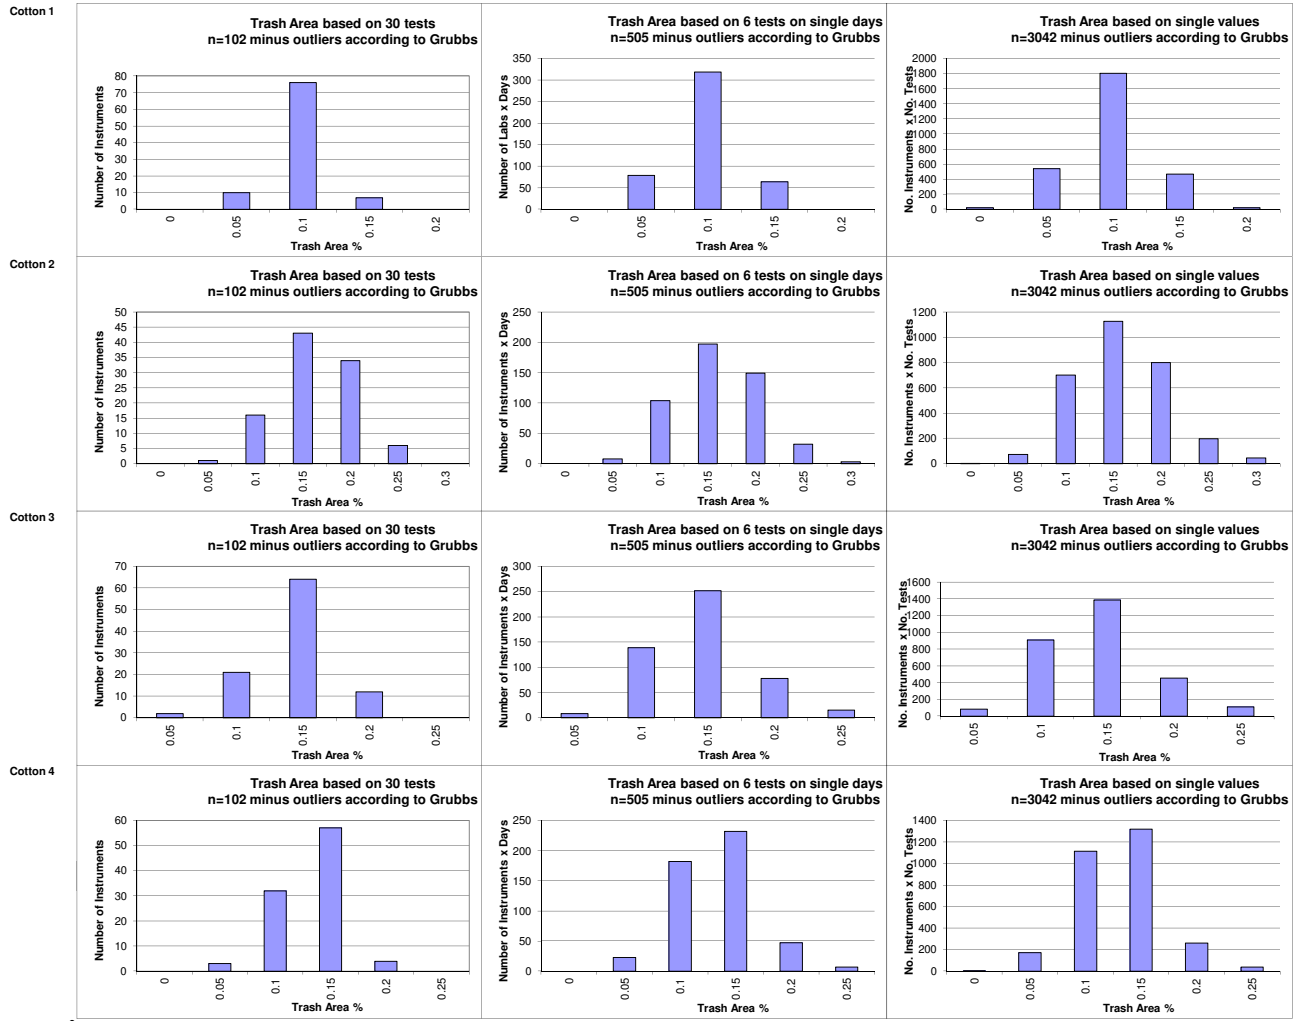 Cotton 1
Trash Area based on 30 tests
n=102 minus outliers according to Grubbs
Number of Instruments
80
70
60
50
40
30
20
10
0
0 0.05 0.1 0.15 0.2
Trash Area %
Trash Area based on 6 tests on single days
n=505 minus outliers according to Grubbs
Number of Labs x Days
350
300
250
200
150
100
50
0
0 0.05 0.1 0.15 0.2
Trash Area %
Trash Area based on single values
n=3042 minus outliers according to Grubbs
No. Instruments x No. Tests
2000
1800
1600
1400
1200
1000
800
600
400
200
0
0 0.05 0.1 0.15 0.2
Trash Area %
Cotton 2
Trash Area based on 30 tests
n=102 minus outliers according to Grubbs
Number of Instruments
50
45
40
35
30
25
20
15
10
5
0
0 0.05 0.1 0.15 0.2 0.25 0.3
Trash Area %
Trash Area based on 6 tests on single days
n=505 minus outliers according to Grubbs
Number of Instruments x Days
250
200
150
100
50
0
0 0.05 0.1 0.15 0.2 0.25 0.3
Trash Area %
Trash Area based on single values
n=3042 minus outliers according to Grubbs
No. Instruments x No. Tests
1200
1000
800
600
400
200
0
0 0.05 0.1 0.15 0.2 0.25 0.3
Trash Area %
Cotton 3
Trash Area based on 30 tests
n=102 minus outliers according to Grubbs
Number of Instruments
70
60
50
40
30
20
10
0
0.05 0.1 0.15 0.2 0.25
Trash Area %
Trash Area based on 6 tests on single days
n=505 minus outliers according to Grubbs
Number of Instruments x Days
300
250
200
150
100
50
0
0.05 0.1 0.15 0.2 0.25
Trash Area %
Trash Area based on single values
n=3042 minus outliers according to Grubbs
No. Instruments x No. Tests
1600
1400
1200
1000
800
600
400
200
0
0.05 0.1 0.15 0.2 0.25
Trash Area %
Cotton 4
Trash Area based on 30 tests
n=102 minus outliers according to Grubbs
Number of Instruments
60
50
40
30
20
10
0
0 0.05 0.1 0.15 0.2 0.25
Trash Area %
Trash Area based on 6 tests on single days
n=505 minus outliers according to Grubbs
Number of Instruments x Days
250
200
150
100
50
0
0 0.05 0.1 0.15 0.2 0.25
Trash Area %
Trash Area based on single values
n=3042 minus outliers according to Grubbs
No. Instruments x No. Tests
1400
1200
1000
800
600
400
200
0
0 0.05 0.1 0.15 0.2 0.25
Trash Area %